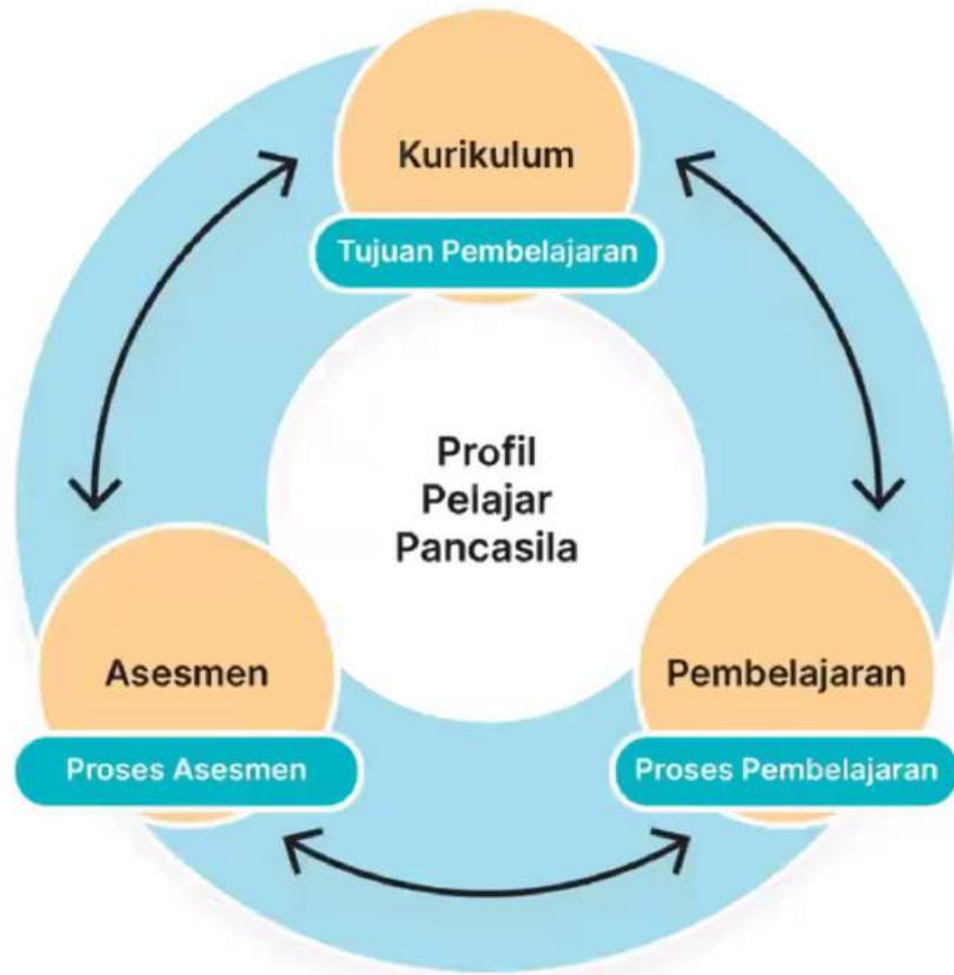 Kurikulum
Tujuan Pembelajaran
Profil
Pelajar
Pancasila
Asesmen
Proses Asesmen
Pembelajaran
Proses Pembelajaran